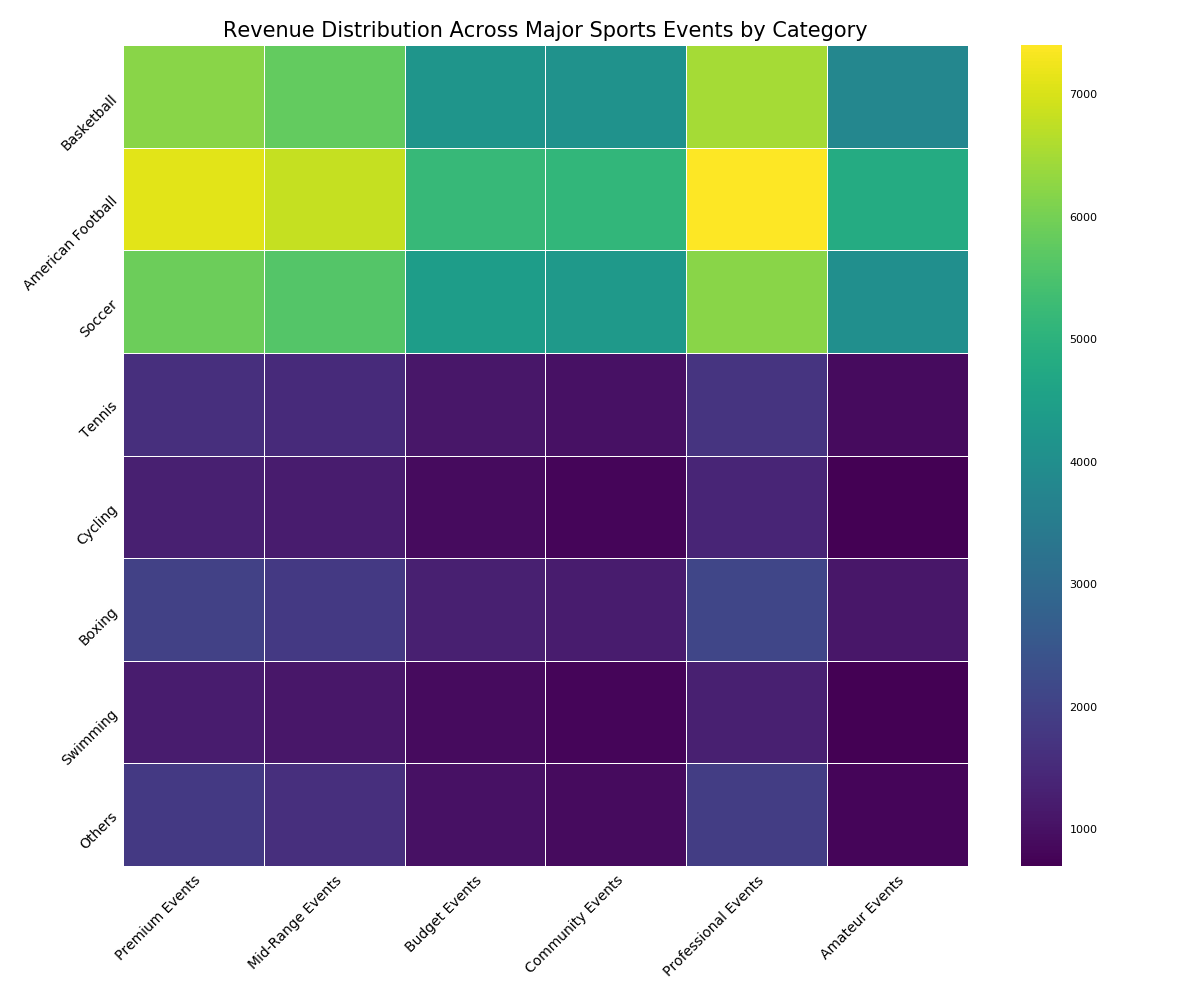 Revenue Distribution Across Major Sports Events by Category
Basketball
American Football
Soccer
Tennis
Cycling
Boxing
Swimming
Others
Premium Events
Mid-Range Events
Budget Events
Community Events
Professional Events
Amateur Events
7000
6000
5000
4000
3000
2000
1000